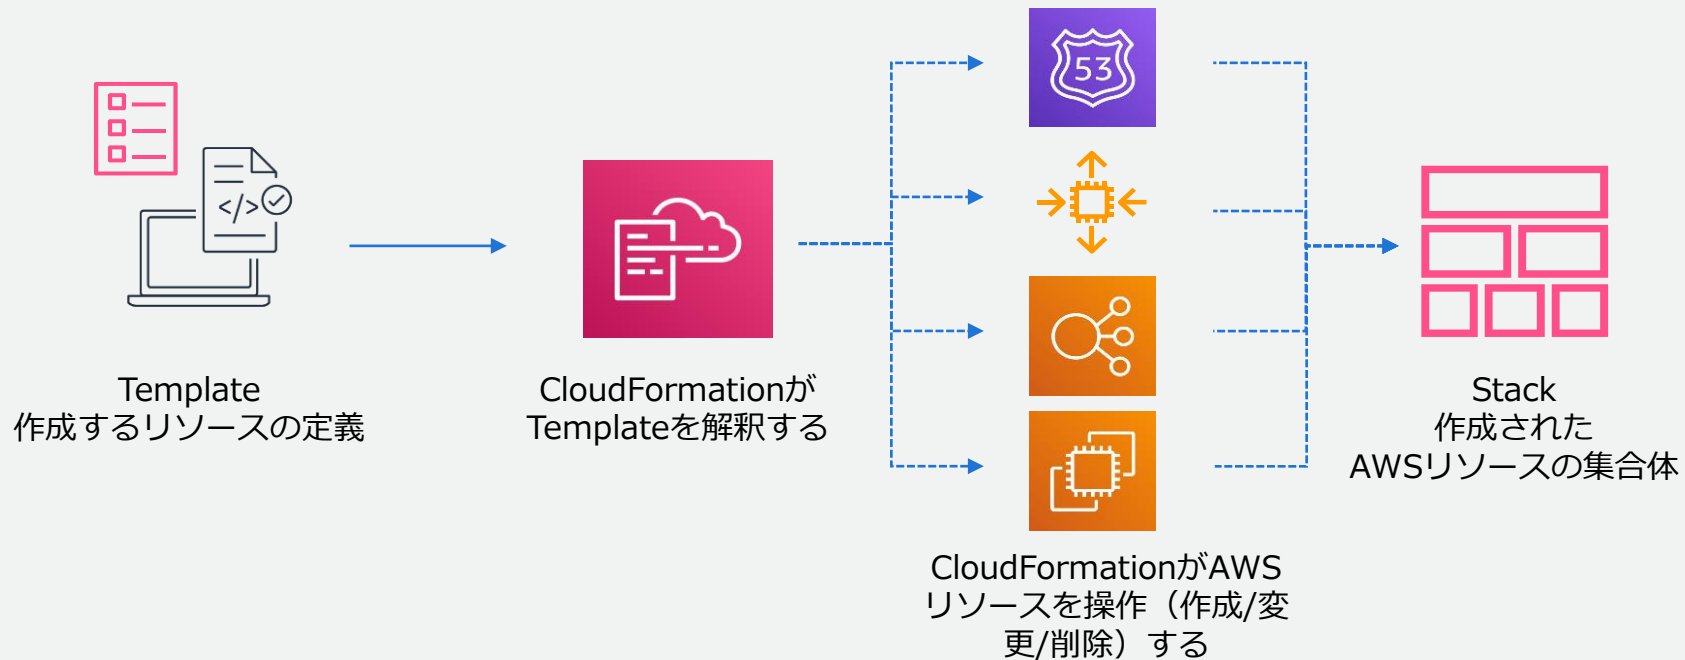 53
</>
Template
作成するリソースの定義
CloudFormationが
Templateを解釈する
CloudFormationがAWS
リソースを操作（作成/変
更/削除）する
Stack
作成された
AWSリソースの集合体